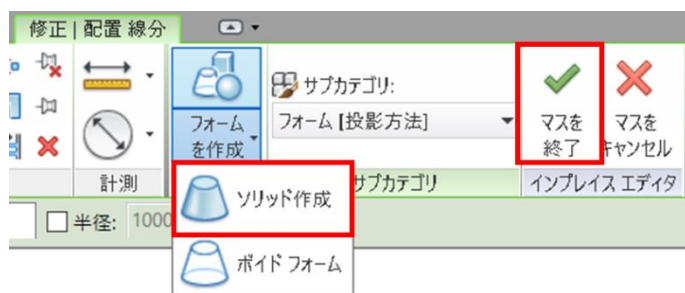 修正 | 配置 線分
サブカテゴリ:
フォーム [投影方法]
フォーム
を作成
マスを
終了
マスを
キャンセル
計測
サブカテゴリ
インプレイス エディタ
ソリッド作成
半径:
1000
ボイド フォーム